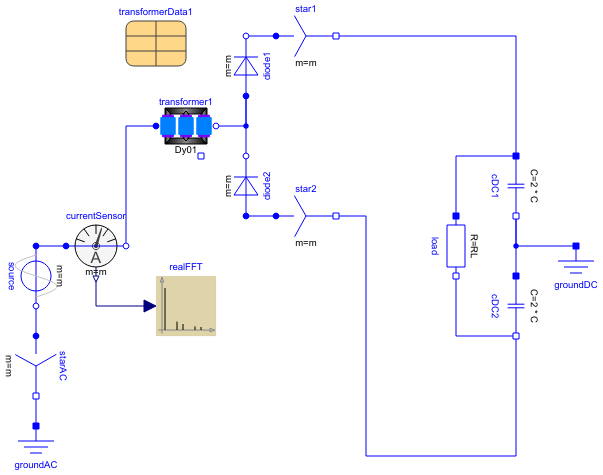 transformerData1
star1
m=m
m=m
diode1
transformer1
Dy01
m=m
diode2
star2
m=m
currentSensor
A
m=m
source
m=m
realFFT
cDC1
C=2 * C
load
R=RL
groundDC
cDC2
C=2 * C
m=m
starAC
groundAC